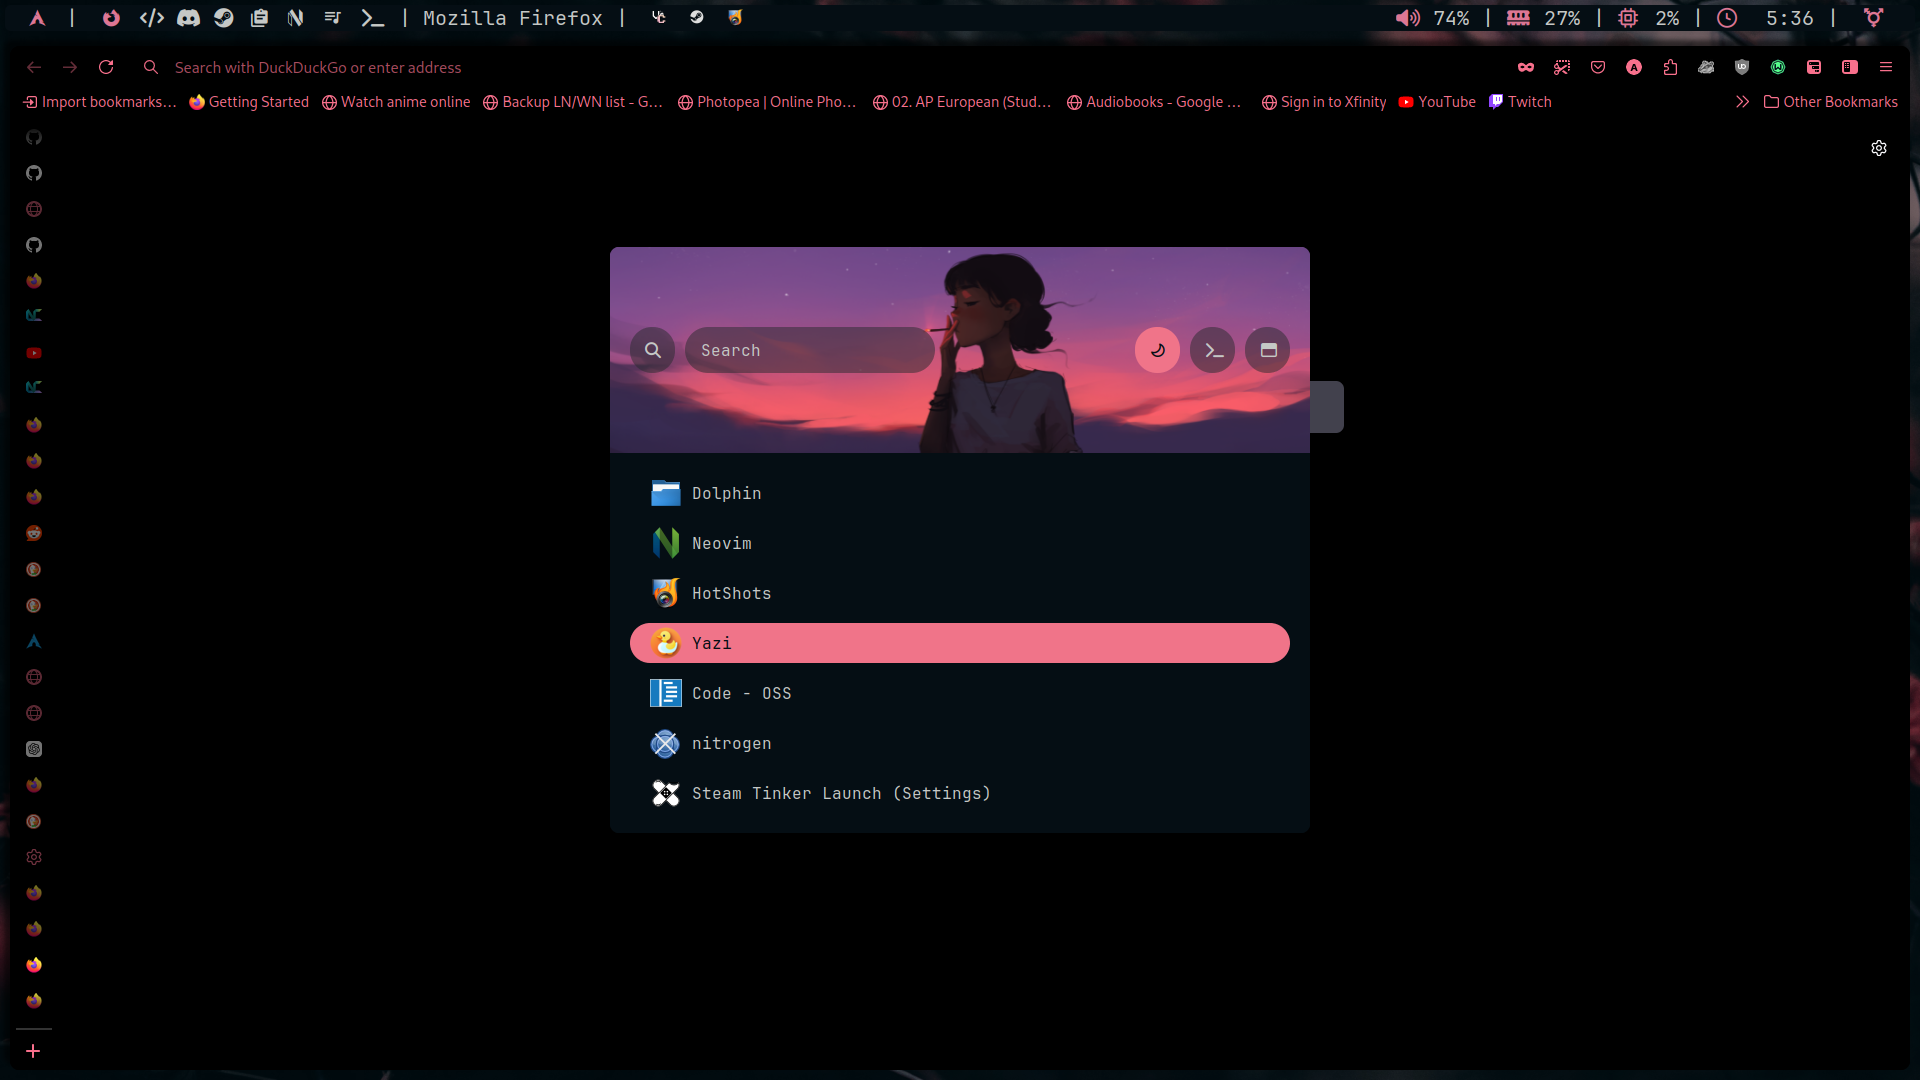 | | Mozilla Firefox | 74% | 27% | 2% | 5:36 |
Search with DuckDuckGo or enter address
Import bookmarks… Getting Started Watch anime online Backup LN/WN list - G… Photopea | Online Pho… 02. AP European (Stud… Audiobooks - Google … Sign in to Xfinity YouTube Twitch Other Bookmarks
Search
Dolphin
Neovim
HotShots
Yazi
Code - OSS
nitrogen
Steam Tinker Launch (Settings)